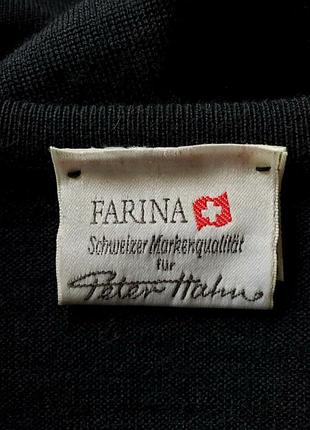 FARINA
Schweizer Markenqualität
für
Peter Hahn